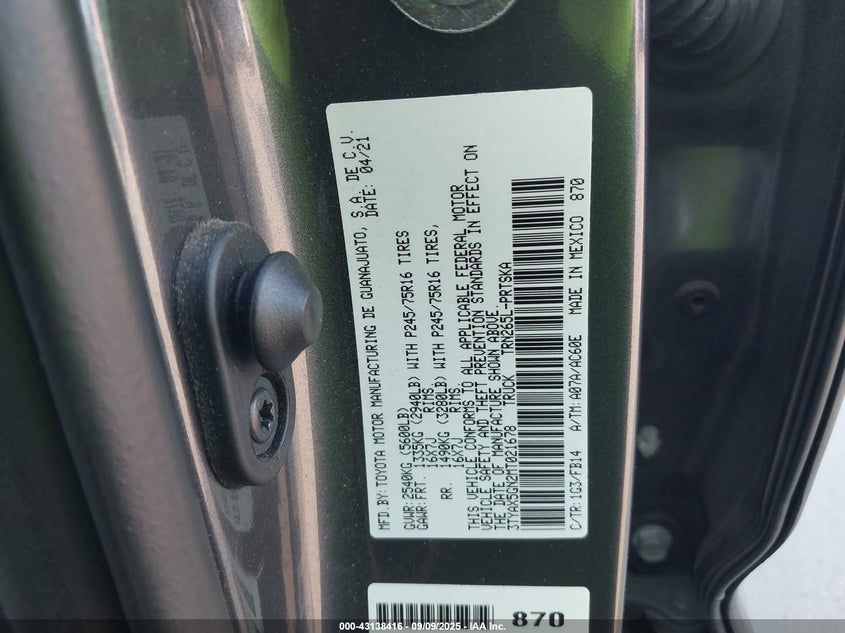 MFD.BY: TOYOTA MOTOR MANUFACTURING DE GUANAJUATO, S.A. DE C.V.
DATE: 04/21
GVWR: 2540KG (5600LB)
GAWR: FRT. 1335KG (2940LB) WITH P245/75R16 TIRES
16X7J RIMS,
RR. 1490KG (3280LB) WITH P245/75R16 TIRES,
16X7J RIMS.
THIS VEHICLE CONFORMS TO ALL APPLICABLE FEDERAL MOTOR
VEHICLE SAFETY AND THEFT PREVENTION STANDARDS IN EFFECT ON
THE DATE OF MANUFACTURE SHOWN ABOVE.
3TYAX5GN2MT021678 TRUCK TRN265L-PRTSKA
C/TR: 1G3/FB14 A/TM: A07A/AC60E MADE IN MEXICO 870
870
000-43138416 - 09/09/2025 - IAA Inc.